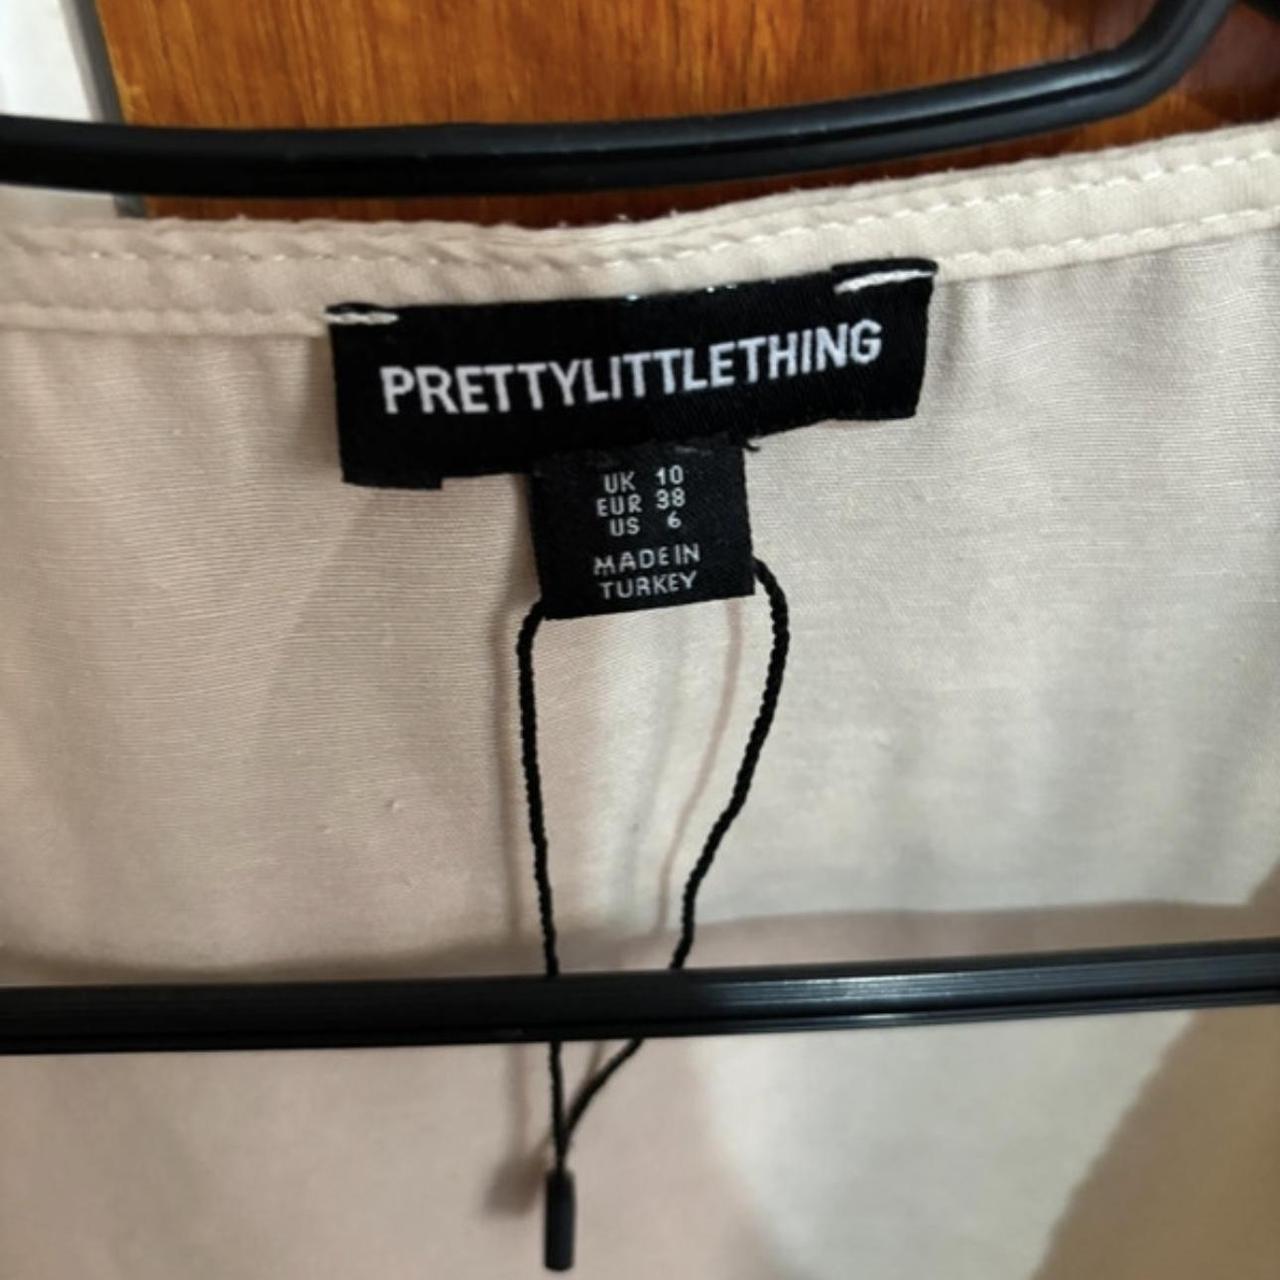 PRETTYLITTLETHING
UK 10
EUR 38
US 6
MADE IN
TURKEY